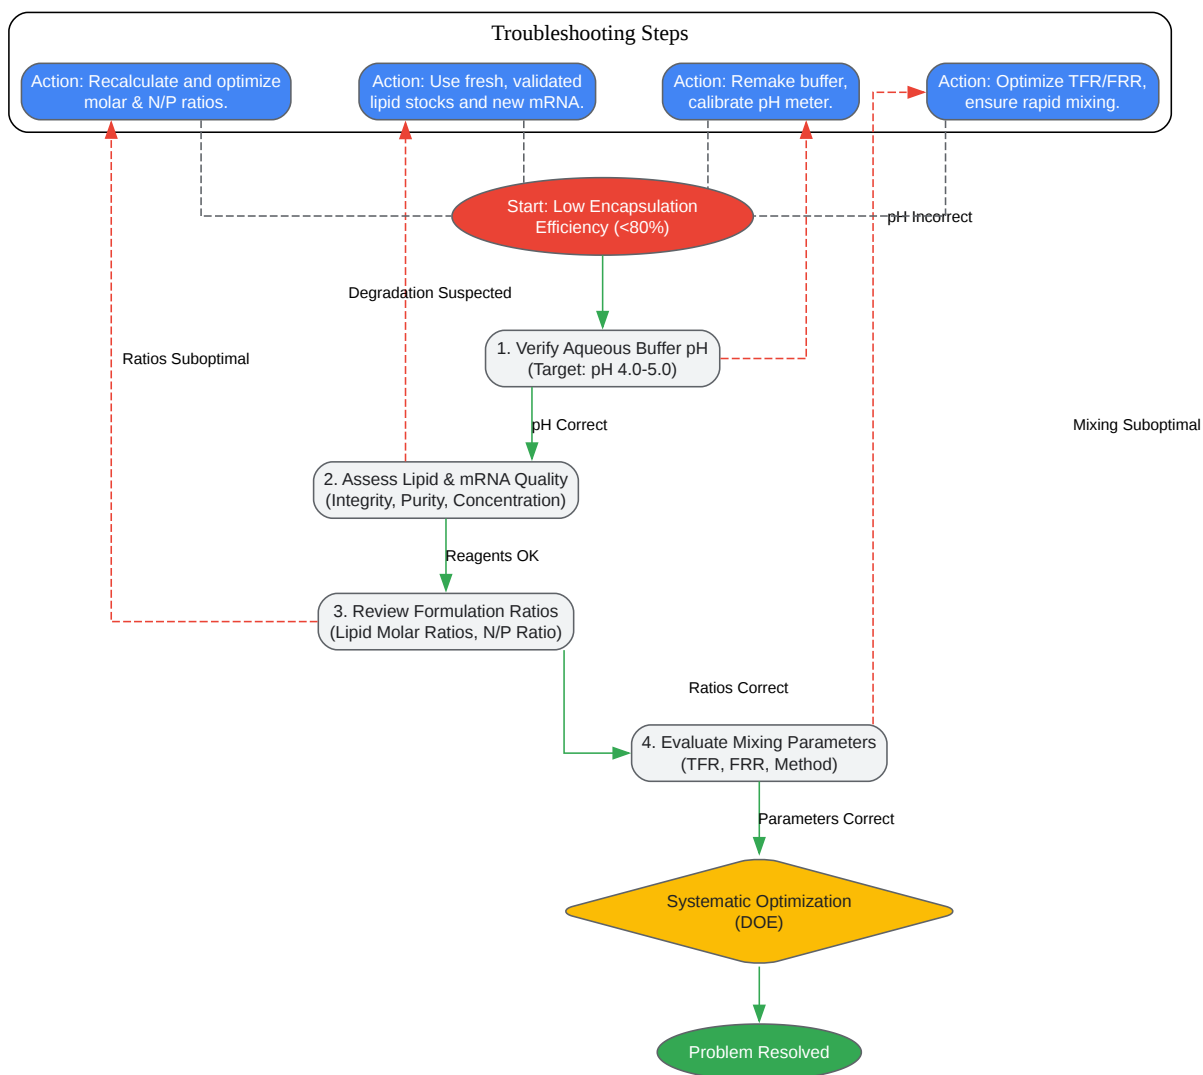 Troubleshooting Steps
Action: Recalculate and optimize
molar & N/P ratios.
Action: Use fresh, validated
lipid stocks and new mRNA.
Action: Remake buffer,
calibrate pH meter.
Action: Optimize TFR/FRR,
ensure rapid mixing.
Start: Low Encapsulation
Efficiency (<80%)
pH Incorrect
Degradation Suspected
1. Verify Aqueous Buffer pH
(Target: pH 4.0-5.0)
Ratios Suboptimal
pH Correct
Mixing Suboptimal
2. Assess Lipid & mRNA Quality
(Integrity, Purity, Concentration)
Reagents OK
3. Review Formulation Ratios
(Lipid Molar Ratios, N/P Ratio)
Ratios Correct
4. Evaluate Mixing Parameters
(TFR, FRR, Method)
Parameters Correct
Systematic Optimization
(DOE)
Problem Resolved